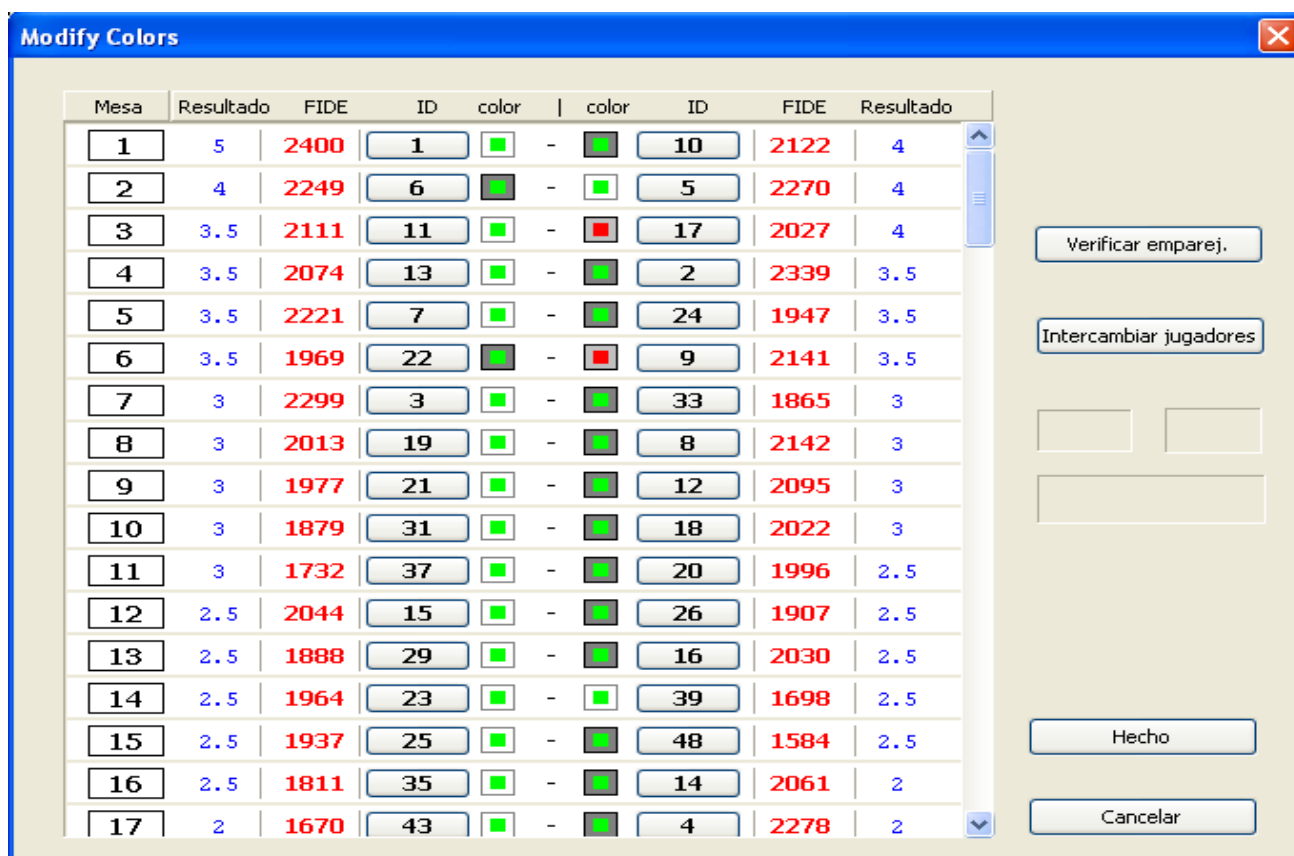 Modify Colors
Mesa Resultado FIDE ID color | color ID FIDE Resultado
1 5 2400 1 - 10 2122 4
2 4 2249 6 - 5 2270 4
3 3.5 2111 11 - 17 2027 4
4 3.5 2074 13 - 2 2339 3.5
5 3.5 2221 7 - 24 1947 3.5
6 3.5 1969 22 - 9 2141 3.5
7 3 2299 3 - 33 1865 3
8 3 2013 19 - 8 2142 3
9 3 1977 21 - 12 2095 3
10 3 1879 31 - 18 2022 3
11 3 1732 37 - 20 1996 2.5
12 2.5 2044 15 - 26 1907 2.5
13 2.5 1888 29 - 16 2030 2.5
14 2.5 1964 23 - 39 1698 2.5
15 2.5 1937 25 - 48 1584 2.5
16 2.5 1811 35 - 14 2061 2
17 2 1670 43 - 4 2278 2
Verificar emparej.
Intercambiar jugadores
Hecho
Cancelar